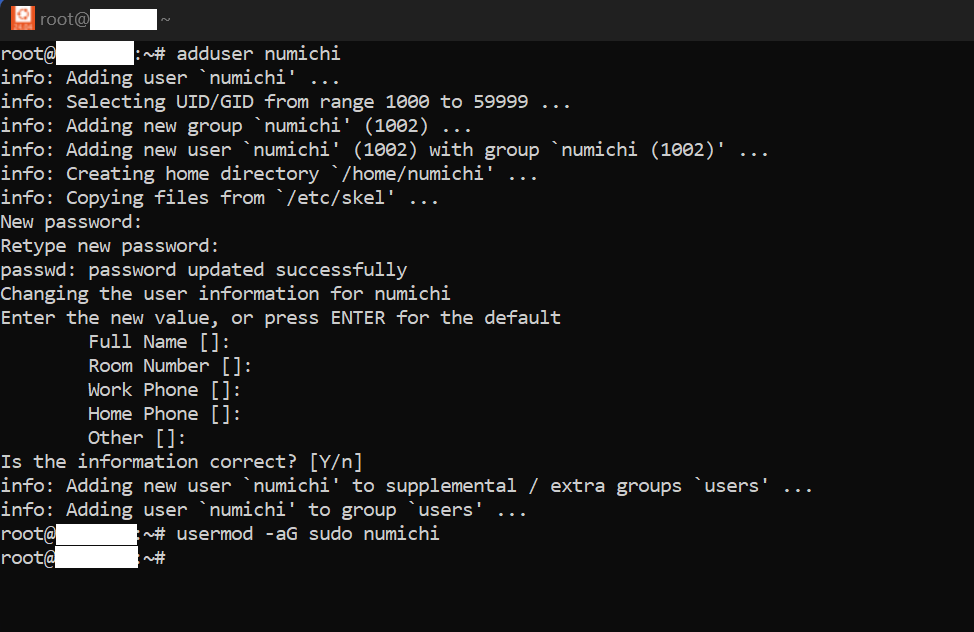 root@ ~
root@ :~# adduser numichi
info: Adding user `numichi' ...
info: Selecting UID/GID from range 1000 to 59999 ...
info: Adding new group `numichi' (1002) ...
info: Adding new user `numichi' (1002) with group `numichi (1002)' ...
info: Creating home directory `/home/numichi' ...
info: Copying files from `/etc/skel' ...
New password:
Retype new password:
passwd: password updated successfully
Changing the user information for numichi
Enter the new value, or press ENTER for the default
        Full Name []:
        Room Number []:
        Work Phone []:
        Home Phone []:
        Other []:
Is the information correct? [Y/n]
info: Adding new user `numichi' to supplemental / extra groups `users' ...
info: Adding user `numichi' to group `users' ...
root@ :~# usermod -aG sudo numichi
root@ :~#